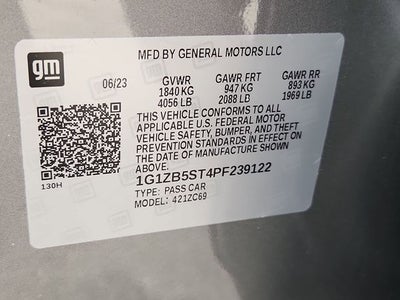 gm
MFD BY GENERAL MOTORS LLC
06/23 GVWR GAWR FRT GAWR RR
1840 KG 947 KG 893 KG
4056 LB 2088 LB 1969 LB
THIS VEHICLE CONFORMS TO ALL
APPLICABLE U.S. FEDERAL MOTOR
VEHICLE SAFETY, BUMPER, AND THEFT
PREVENTION STANDARDS IN EFFECT ON
THE DATE OF MANUFACTURE SHOWN
ABOVE.
130H
1G1ZB5ST4PF239122
TYPE: PASS CAR
MODEL: 421ZC69